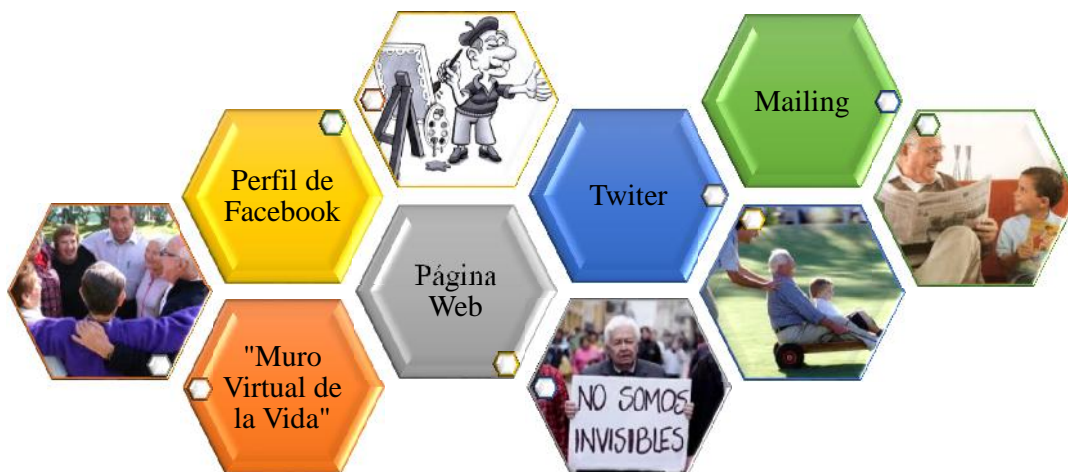 Mailing
Perfil de
Facebook
Twiter
Página
Web
"Muro
Virtual de
la Vida"
NO SOMOS
INVISIBLES